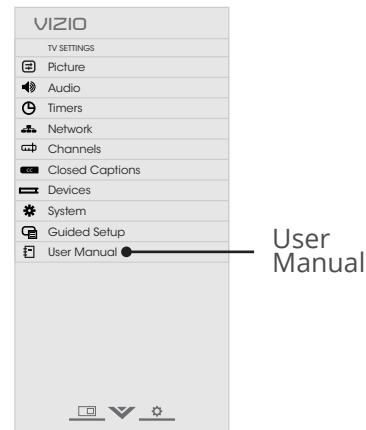 VIZIO
TV SETTINGS
Picture
Audio
Timers
Network
Channels
Closed Captions
Devices
System
Guided Setup
User Manual
User
Manual